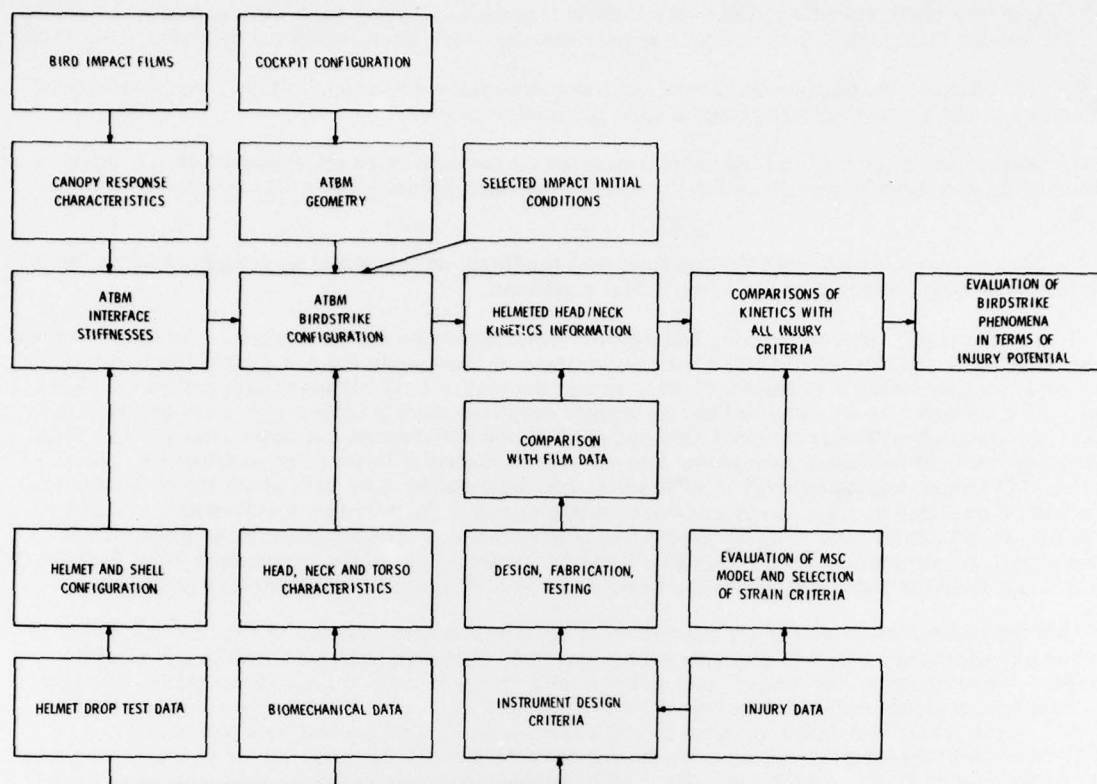 BIRD IMPACT FILMS
COCKPIT CONFIGURATION
CANOPY RESPONSE
CHARACTERISTICS
ATBM
GEOMETRY
SELECTED IMPACT INITIAL
CONDITIONS
ATBM
INTERFACE
STIFFNESSES
ATBM
BIRDSTRIKE
CONFIGURATION
HELMETED HEAD/NECK
KINETICS INFORMATION
COMPARISONS OF
KINETICS WITH
ALL INJURY
CRITERIA
EVALUATION OF
BIRDSTRIKE
PHENOMENA
IN TERMS OF
INJURY POTENTIAL
COMPARISON
WITH FILM DATA
HELMET AND SHELL
CONFIGURATION
HEAD, NECK AND TORSO
CHARACTERISTICS
DESIGN, FABRICATION,
TESTING
EVALUATION OF MSC
MODEL AND SELECTION
OF STRAIN CRITERIA
HELMET DROP TEST DATA
BIOMECHANICAL DATA
INSTRUMENT DESIGN
CRITERIA
INJURY DATA